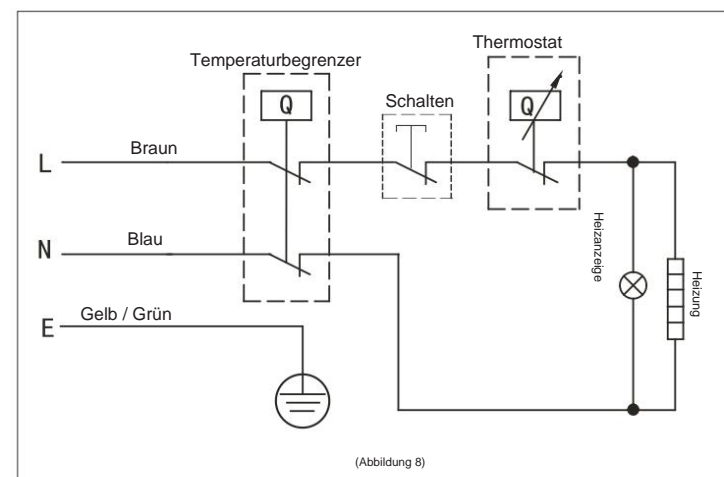 Thermostat
Temperaturbegrenzer
Q
Schalten
Q
L
Braun
N
Blau
Heizanzeige
Heizung
E
Gelb / Grün
(Abbildung 8)